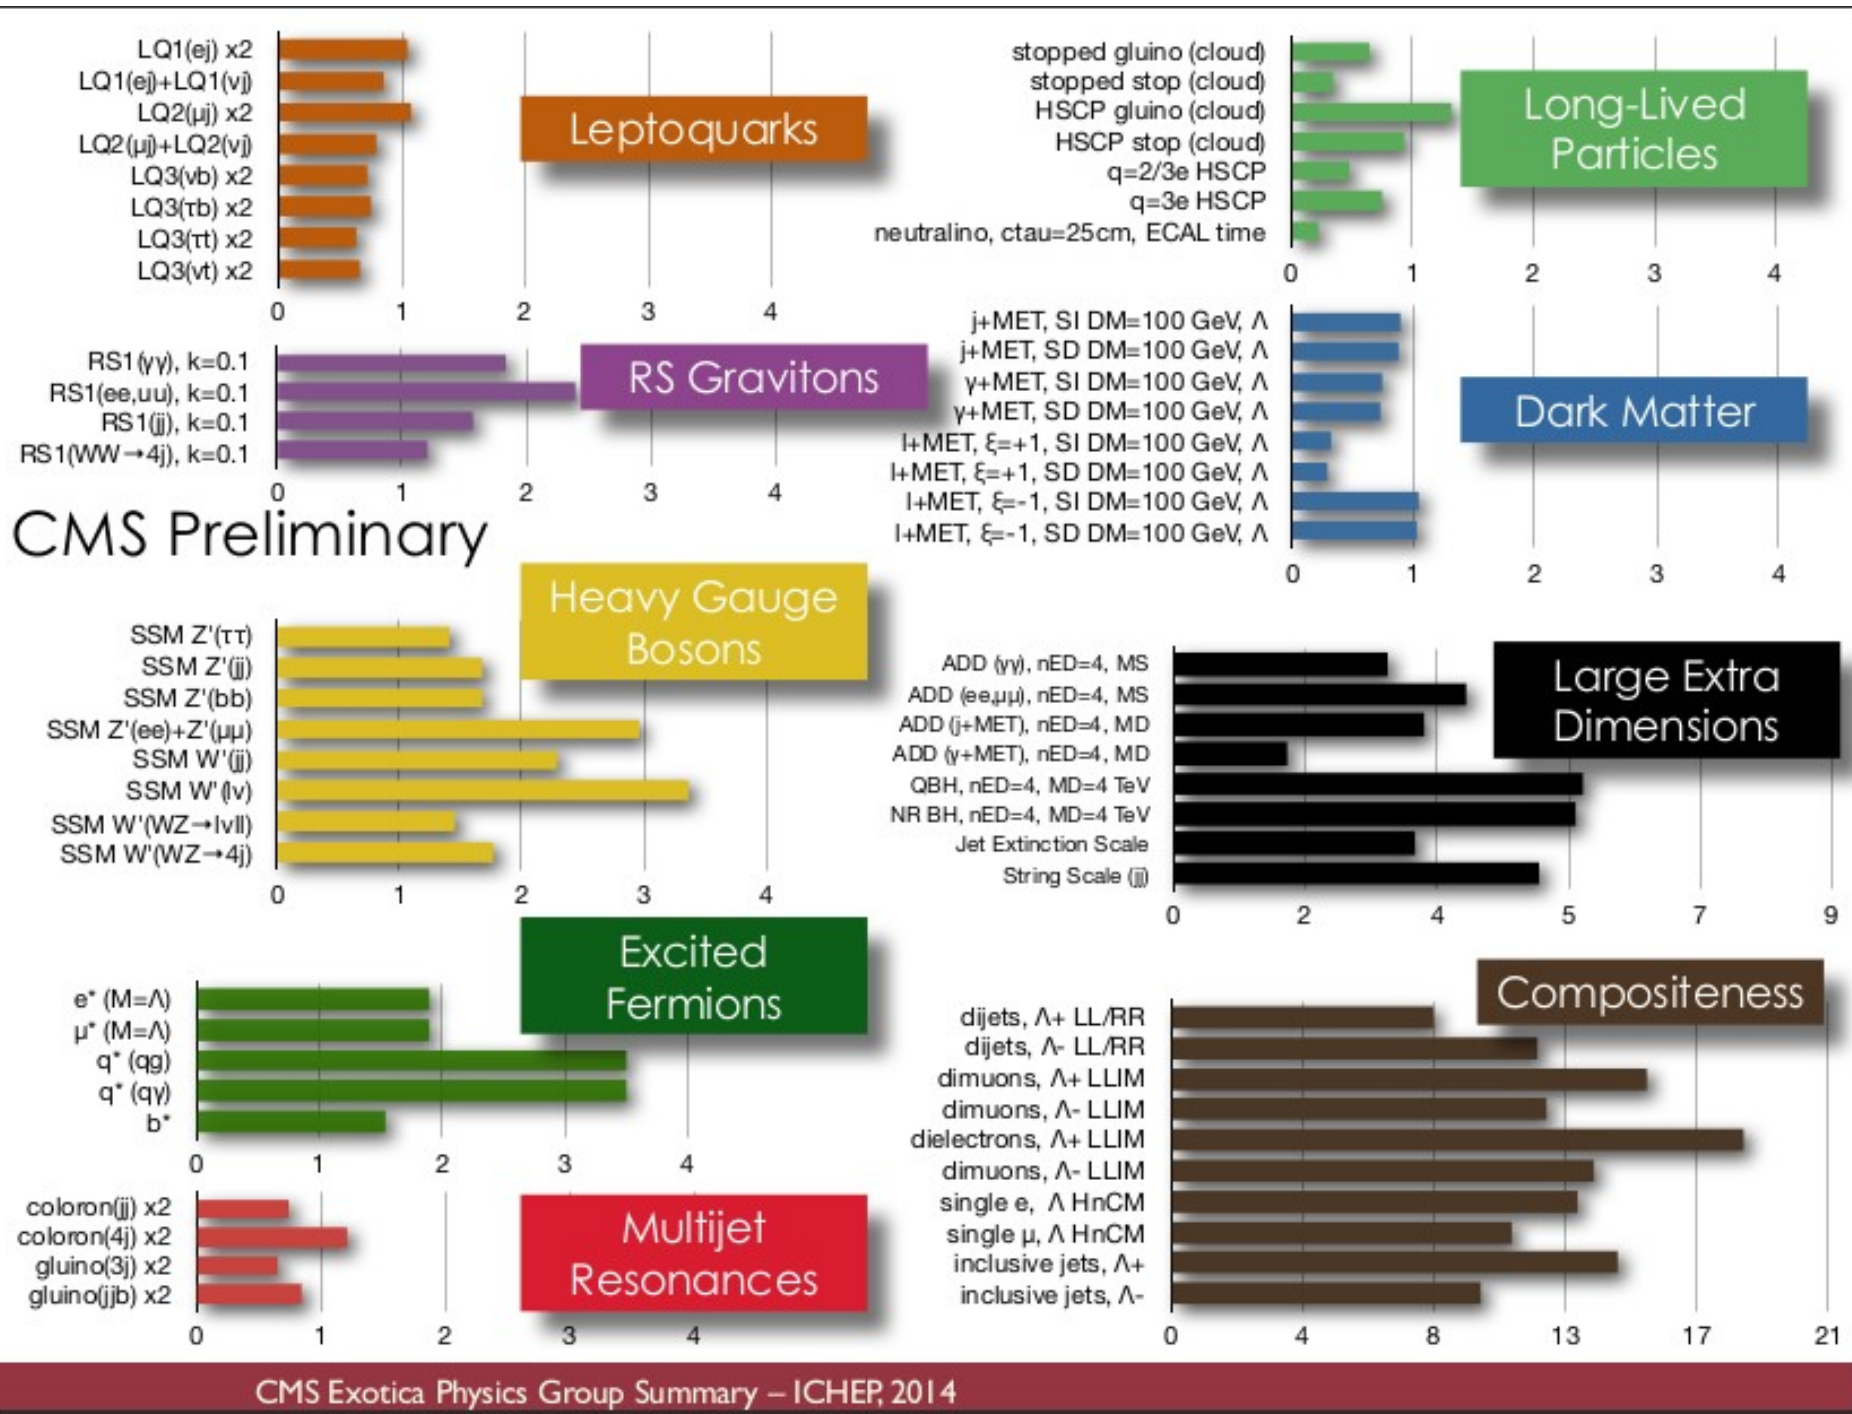 LQ1(ej) x2
LQ1(ej)+LQ1(νj)
LQ2(μj) x2
LQ2(μj)+LQ2(νj)
LQ3(νb) x2
LQ3(τb) x2
LQ3(τt) x2
LQ3(vt) x2
0 1 2 3 4
Leptoquarks
RS1(γγ), k=0.1
RS1(ee,uu), k=0.1
RS1(jj), k=0.1
RS1(WW→4j), k=0.1
0 1 2 3 4
RS Gravitons
CMS Preliminary
SSM Z'(ττ)
SSM Z'(jj)
SSM Z'(bb)
SSM Z'(ee)+Z'(μμ)
SSM W'(jj)
SSM W'(lν)
SSM W'(WZ→lνll)
SSM W'(WZ→4j)
0 1 2 3 4
Heavy Gauge
Bosons
e* (M=Λ)
μ* (M=Λ)
q* (qg)
q* (qγ)
b*
0 1 2 3 4
Excited
Fermions
coloron(jj) x2
coloron(4j) x2
gluino(3j) x2
gluino(jjb) x2
0 1 2 3 4
Multijet
Resonances
stopped gluino (cloud)
stopped stop (cloud)
HSCP gluino (cloud)
HSCP stop (cloud)
q=2/3e HSCP
q=3e HSCP
neutralino, ctau=25cm, ECAL time
0 1 2 3 4
Long-Lived
Particles
j+MET, SI DM=100 GeV, Λ
j+MET, SD DM=100 GeV, Λ
γ+MET, SI DM=100 GeV, Λ
γ+MET, SD DM=100 GeV, Λ
l+MET, ξ=+1, SI DM=100 GeV, Λ
l+MET, ξ=+1, SD DM=100 GeV, Λ
l+MET, ξ=-1, SI DM=100 GeV, Λ
l+MET, ξ=-1, SD DM=100 GeV, Λ
0 1 2 3 4
Dark Matter
ADD (γγ), nED=4, MS
ADD (ee,μμ), nED=4, MS
ADD (j+MET), nED=4, MD
ADD (γ+MET), nED=4, MD
QBH, nED=4, MD=4 TeV
NR BH, nED=4, MD=4 TeV
Jet Extinction Scale
String Scale (jj)
0 2 4 5 7 9
Large Extra
Dimensions
dijets, Λ+ LL/RR
dijets, Λ- LL/RR
dimuons, Λ+ LLIM
dimuons, Λ- LLIM
dielectrons, Λ+ LLIM
dimuons, Λ- LLIM
single e, Λ HnCM
single μ, Λ HnCM
inclusive jets, Λ+
inclusive jets, Λ-
0 4 8 13 17 21
Compositeness
CMS Exotica Physics Group Summary – ICHEP, 2014